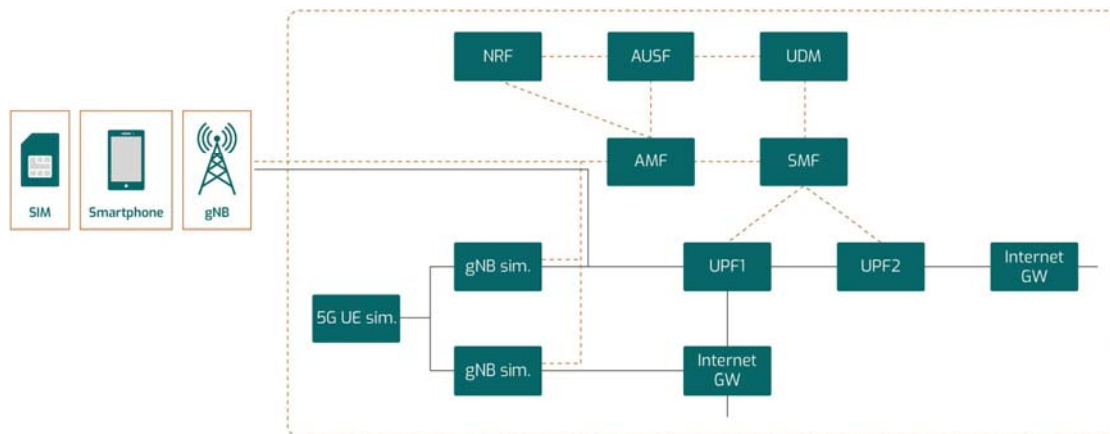 NRF
AUSF
UDM
AMF
SMF
SIM
Smartphone
gNB
gNB sim.
UPF1
UPF2
Internet
GW
5G UE sim.
gNB sim.
Internet
GW